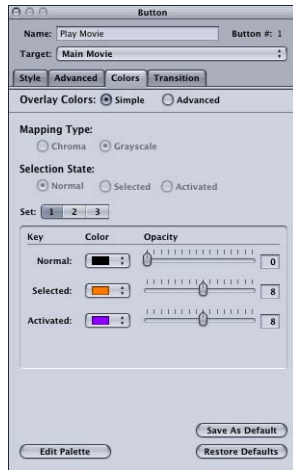 Button
Name: Play Movie Button #: 1
Target: Main Movie
Style Advanced Colors Transition
Overlay Colors: Simple Advanced
Mapping Type:
Chroma Grayscale
Selection State:
Normal Selected Activated
Set: 1 2 3
Key Color Opacity
Normal: 0
Selected: 8
Activated: 8
Save As Default
Edit Palette Restore Defaults